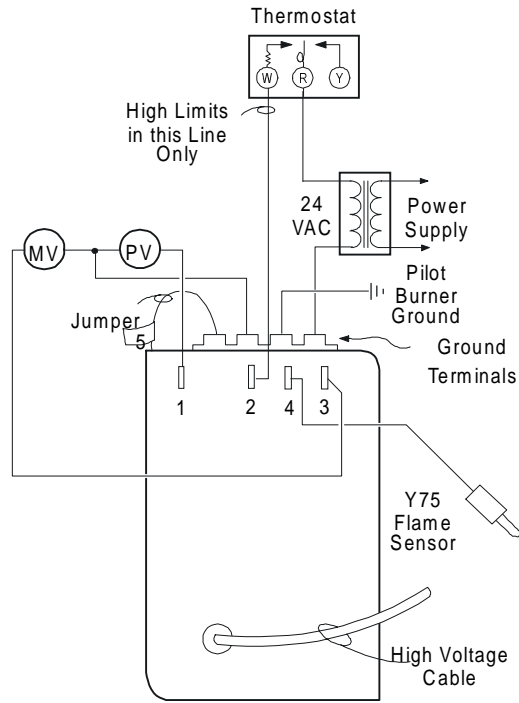 Thermostat
W R Y
High Limits
in this Line
Only
24
VAC
Power
Supply
MV PV
Pilot
Burner
Ground
Jumper
5
Ground
Terminals
1 2 4 3
Y75
Flame
Sensor
High Voltage
Cable